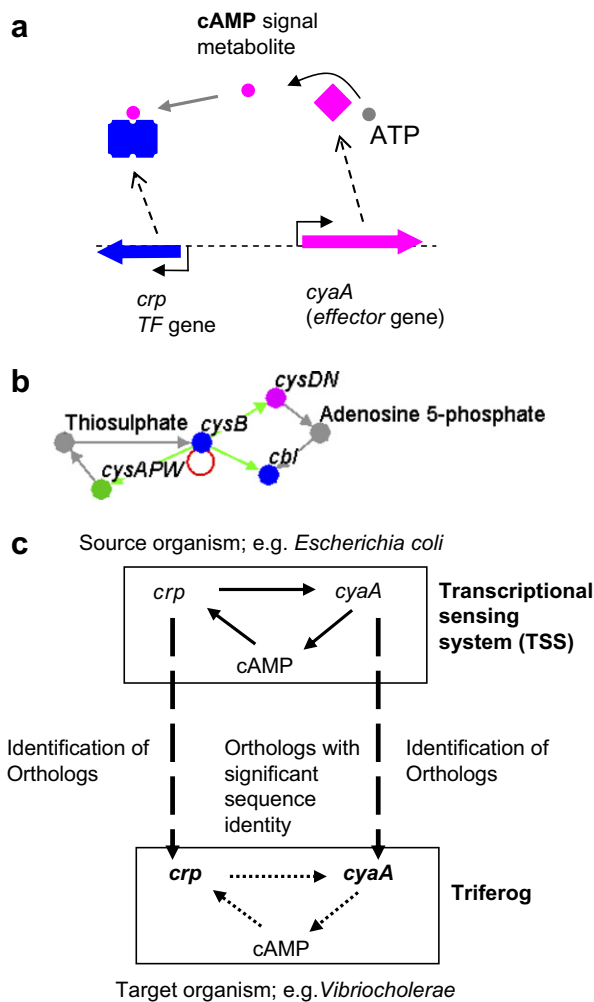 a
cAMP signal
metabolite
ATP
crp
TF gene
cyaA
(effector gene)
b
cysDN
Thiosulphate
cysB
Adenosine 5-phosphate
cysAPW
cbl
c
Source organism; e.g. Escherichia coli
crp
cyaA
cAMP
Transcriptional
sensing
system (TSS)
Identification of
Orthologs
Orthologs with
significant
sequence
identity
Identification of
Orthologs
crp
cyaA
cAMP
Triferog
Target organism; e.g.Vibriocholerae